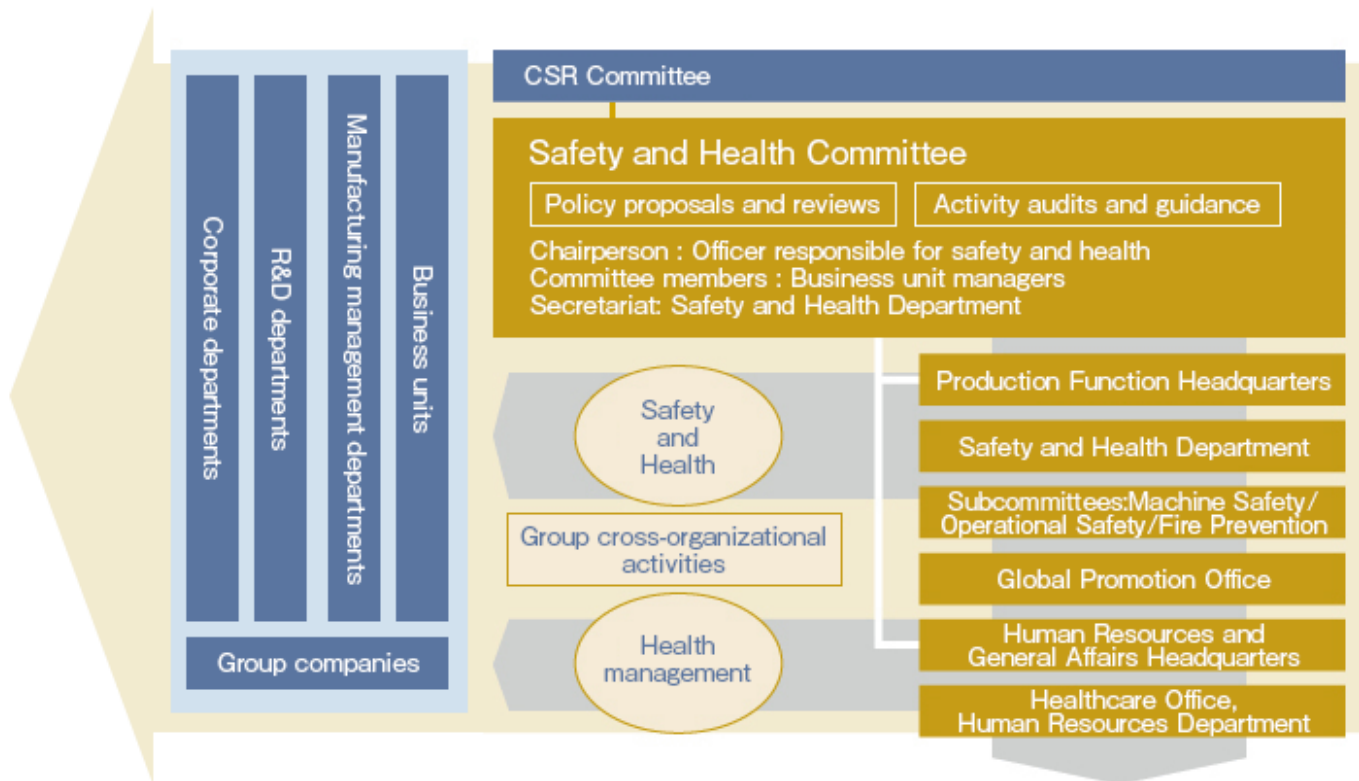 CSR Committee
Safety and Health Committee
Policy proposals and reviews
Activity audits and guidance
Chairperson : Officer responsible for safety and health
Committee members : Business unit managers
Secretariat: Safety and Health Department
Corporate departments
R&D departments
Manufacturing management departments
Business units
Group companies
Safety
and
Health
Group cross-organizational
activities
Health
management
Production Function Headquarters
Safety and Health Department
Subcommittees:Machine Safety/
Operational Safety/Fire Prevention
Global Promotion Office
Human Resources and
General Affairs Headquarters
Healthcare Office,
Human Resources Department